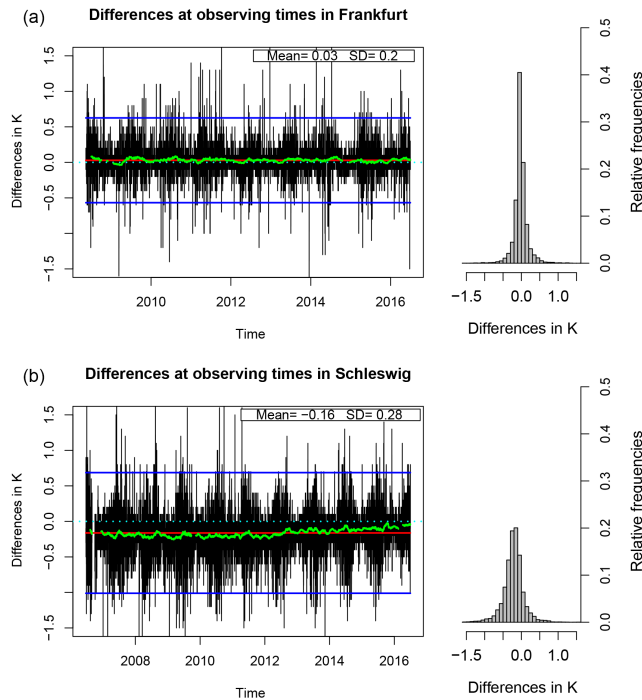 (a)
Differences at observing times in Frankfurt
Mean= 0.03 SD= 0.2
Differences in K
1.5
1.0
0.5
0.0
−0.5
−1.5
2010 2012 2014 2016
Time
Relative frequencies
0.5
0.4
0.3
0.2
0.1
0.0
−1.5 0.0 1.0
Differences in K
(b)
Differences at observing times in Schleswig
Mean= −0.16 SD= 0.28
Differences in K
1.5
1.0
0.5
0.0
−0.5
−1.5
2008 2010 2012 2014 2016
Time
Relative frequencies
0.5
0.4
0.3
0.2
0.1
0.0
−1.5 0.0 1.0
Differences in K